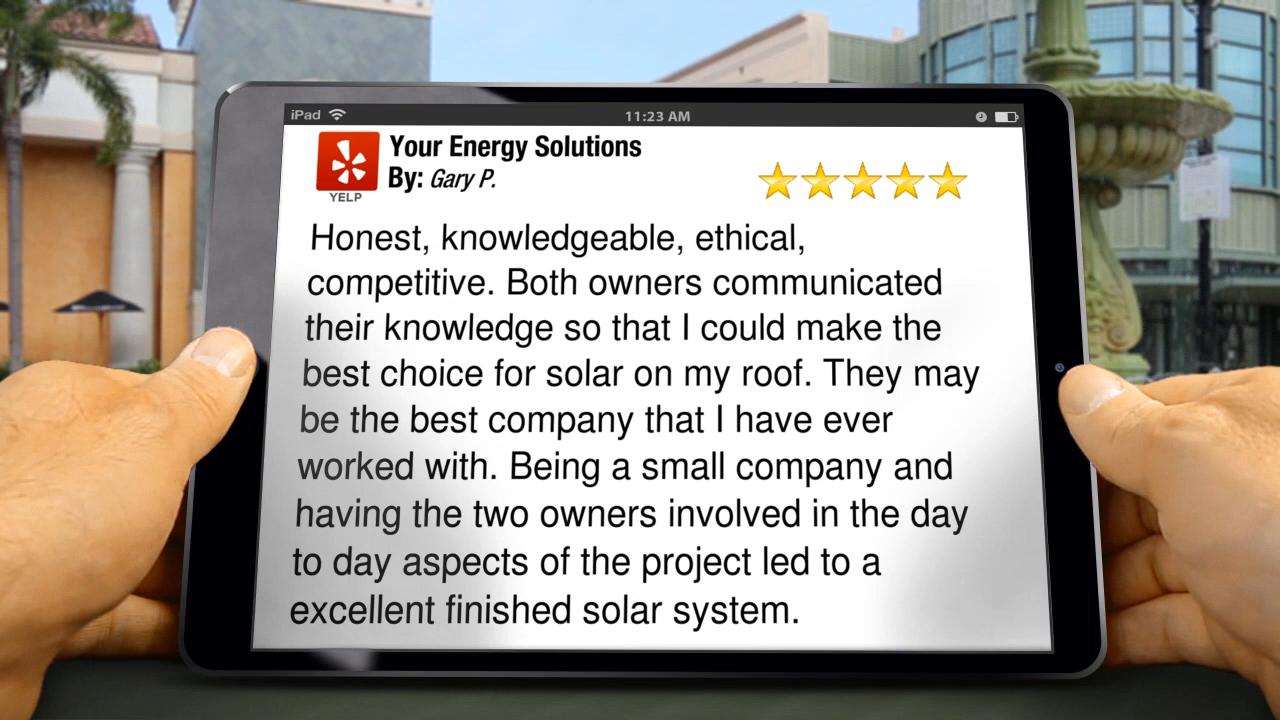 iPad 11:23 AM
YELP
Your Energy Solutions
By: Gary P.
Honest, knowledgeable, ethical,
competitive. Both owners communicated
their knowledge so that I could make the
best choice for solar on my roof. They may
be the best company that I have ever
worked with. Being a small company and
having the two owners involved in the day
to day aspects of the project led to a
excellent finished solar system.